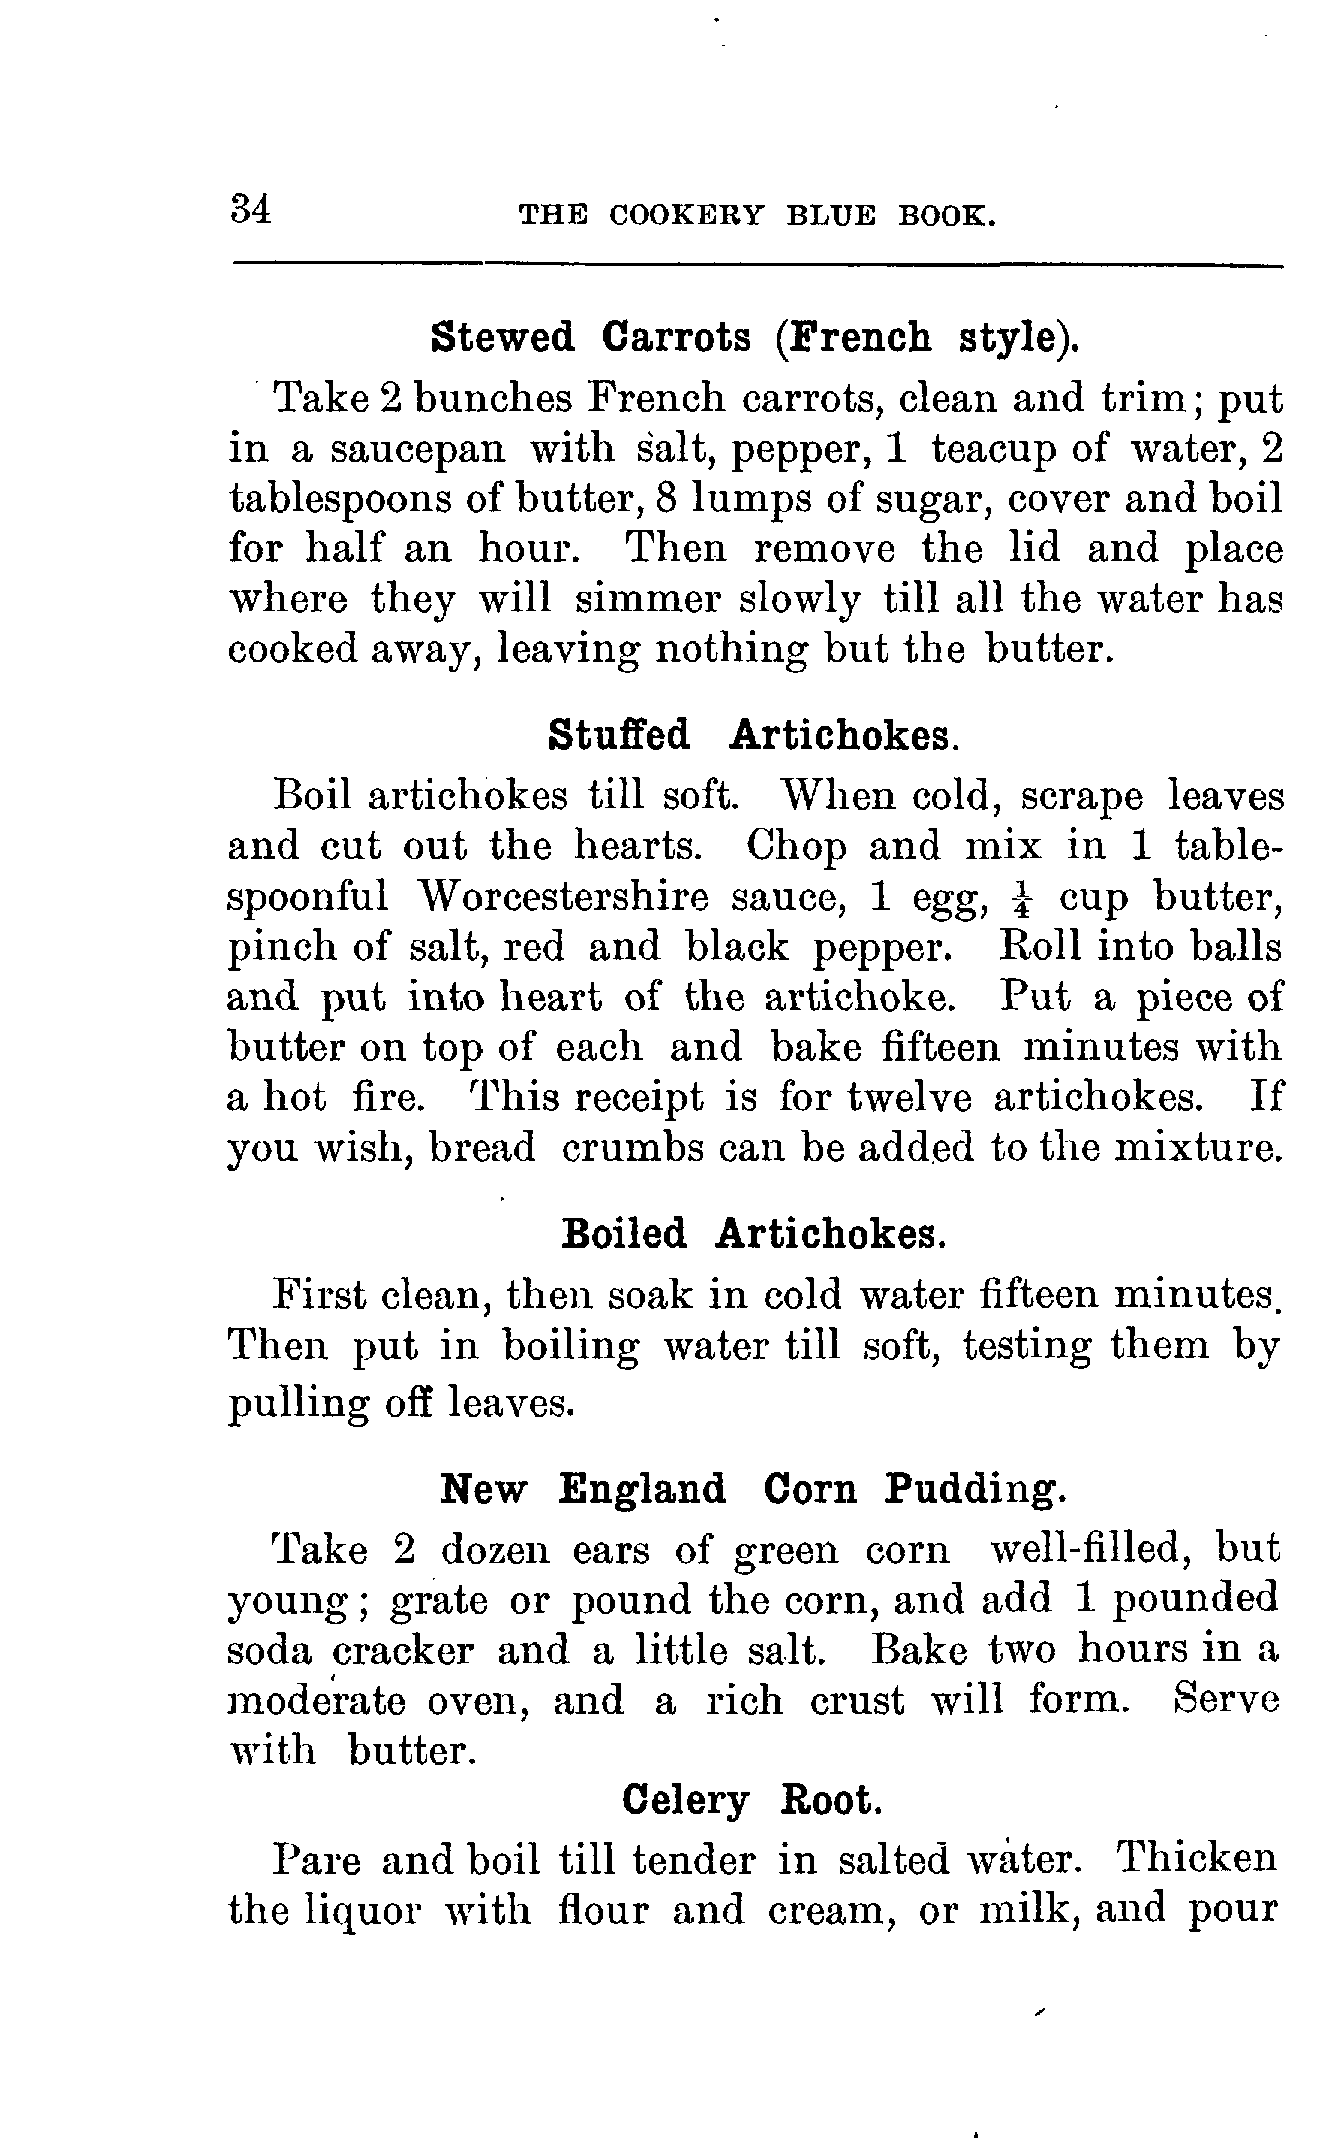 34 THE COOKERY BLUE BOOK.
Stewed Carrots (French style).
Take 2 bunches French carrots, clean and trim; put
in a saucepan with salt, pepper, 1 teacup of water, 2
tablespoons of butter, 8 lumps of sugar, cover and boil
for half an hour. Then remove the lid and place
where they will simmer slowly till all the water has
cooked away, leaving nothing but the butter.
Stuffed Artichokes.
Boil artichokes till soft. When cold, scrape leaves
and cut out the hearts. Chop and mix in 1 table-
spoonful Worcestershire sauce, 1 egg, ¼ cup butter,
pinch of salt, red and black pepper. Roll into balls
and put into heart of the artichoke. Put a piece of
butter on top of each and bake fifteen minutes with
a hot fire. This receipt is for twelve artichokes. If
you wish, bread crumbs can be added to the mixture.
Boiled Artichokes.
First clean, then soak in cold water fifteen minutes.
Then put in boiling water till soft, testing them by
pulling off leaves.
New England Corn Pudding.
Take 2 dozen ears of green corn well-filled, but
young; grate or pound the corn, and add 1 pounded
soda cracker and a little salt. Bake two hours in a
moderate oven, and a rich crust will form. Serve
with butter.
Celery Root.
Pare and boil till tender in salted water. Thicken
the liquor with flour and cream, or milk, and pour